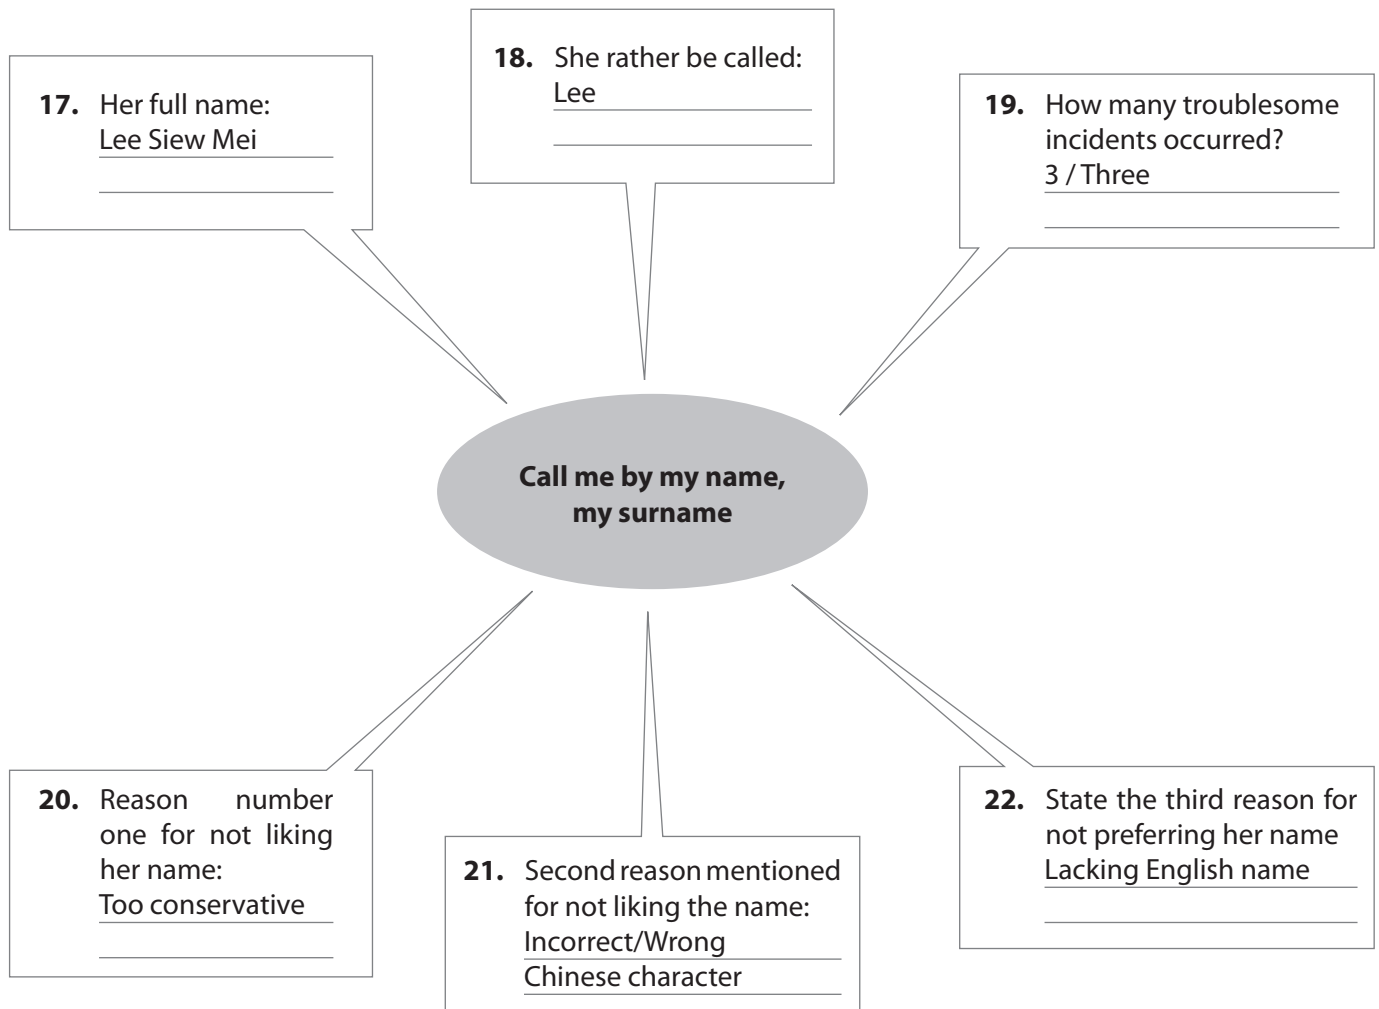 17. Her full name:
Lee Siew Mei
18. She rather be called:
Lee
19. How many troublesome
incidents occurred?
3 / Three
Call me by my name,
my surname
20. Reason number
one for not liking
her name:
Too conservative
21. Second reason mentioned
for not liking the name:
Incorrect/Wrong
Chinese character
22. State the third reason for
not preferring her name
Lacking English name